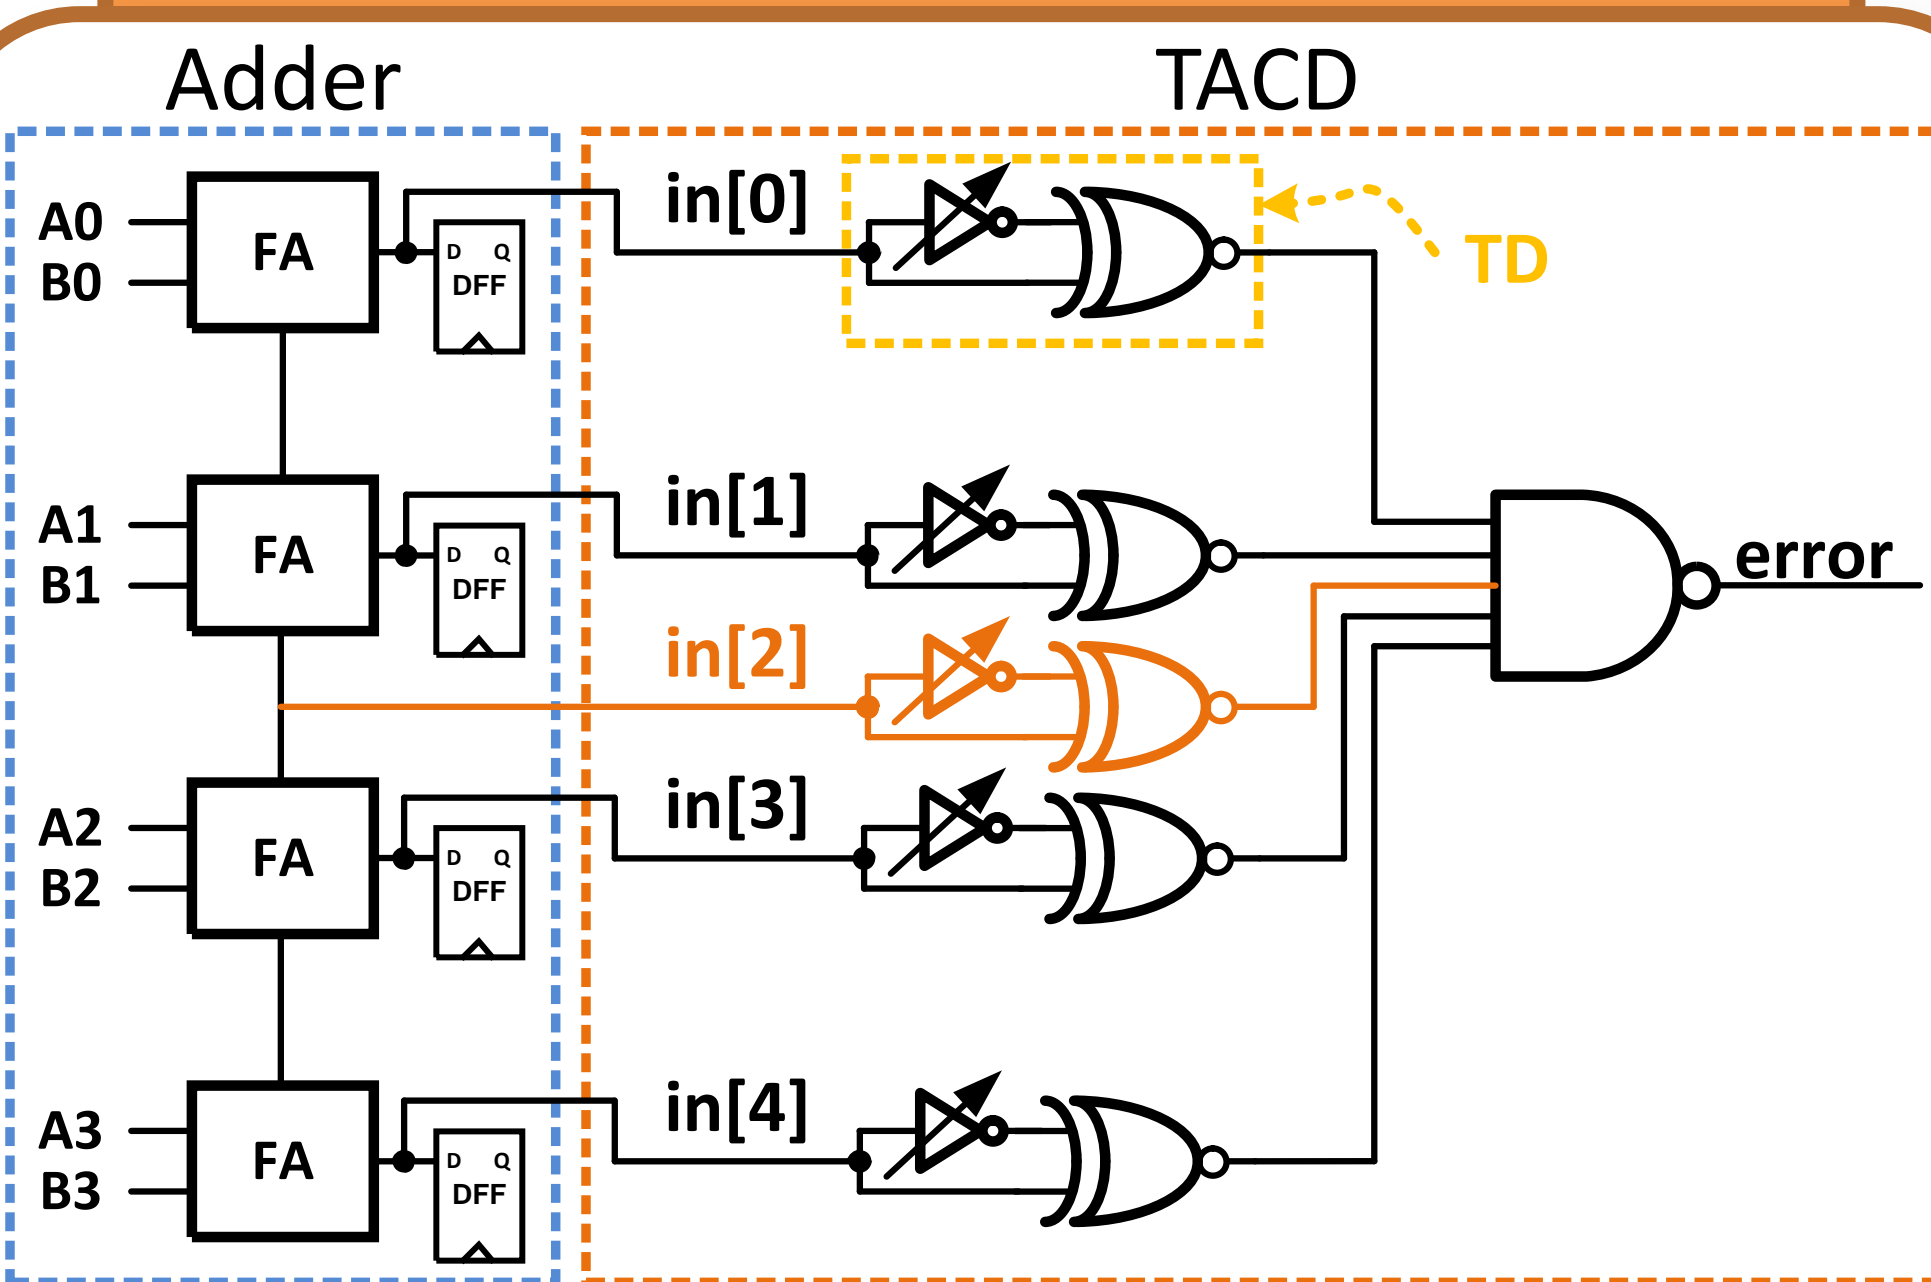 Adder
TACD
A0
B0
FA
D Q
DFF
in[0]
TD
A1
B1
FA
D Q
DFF
in[1]
error
in[2]
A2
B2
FA
D Q
DFF
in[3]
A3
B3
FA
D Q
DFF
in[4]